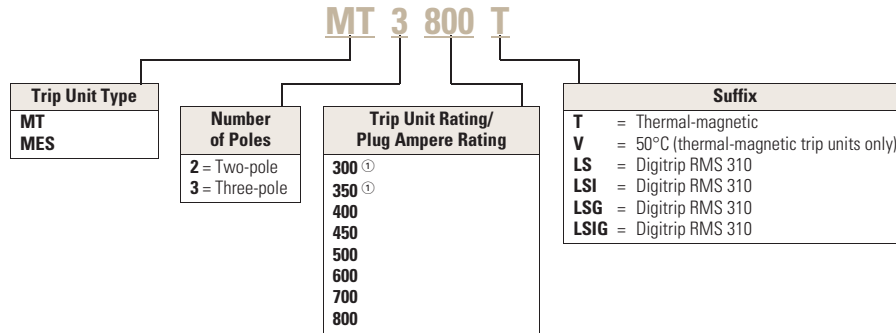 MT 3 800 T
Trip Unit Type
MT
MES
Number
of Poles
2 = Two-pole
3 = Three-pole
Trip Unit Rating/
Plug Ampere Rating
300 ①
350 ①
400
450
500
600
700
800
Suffix
T = Thermal-magnetic
V = 50°C (thermal-magnetic trip units only)
LS = Digitrip RMS 310
LSI = Digitrip RMS 310
LSG = Digitrip RMS 310
LSIG = Digitrip RMS 310